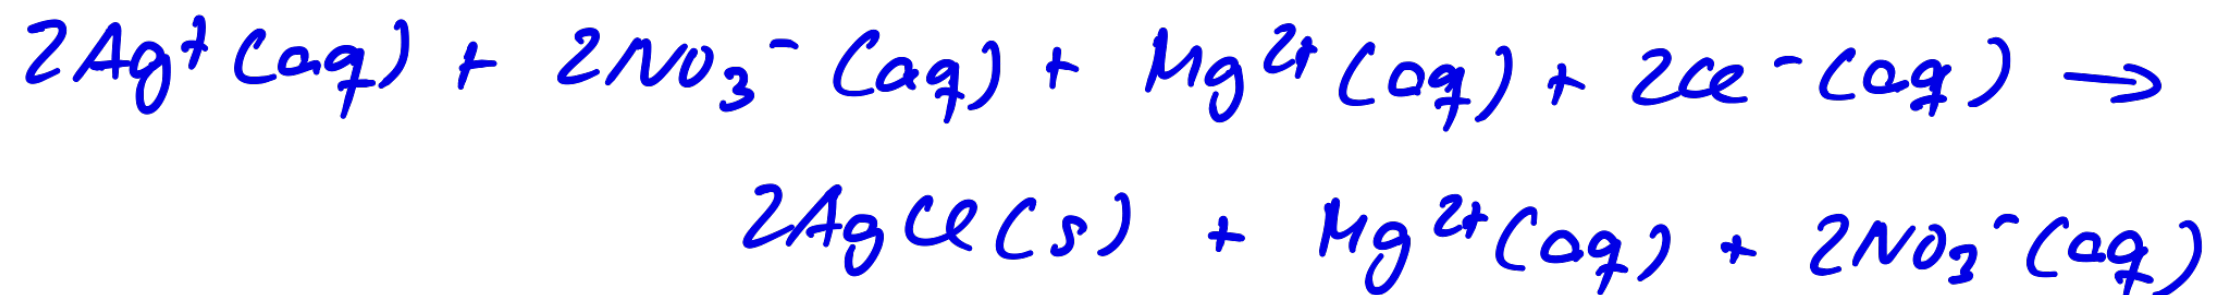 2Ag⁺(aq) + 2NO₃⁻(aq) + Mg²⁺(aq) + 2Cl⁻(aq) →
2AgCl(s) + Mg²⁺(aq) + 2NO₃⁻(aq)